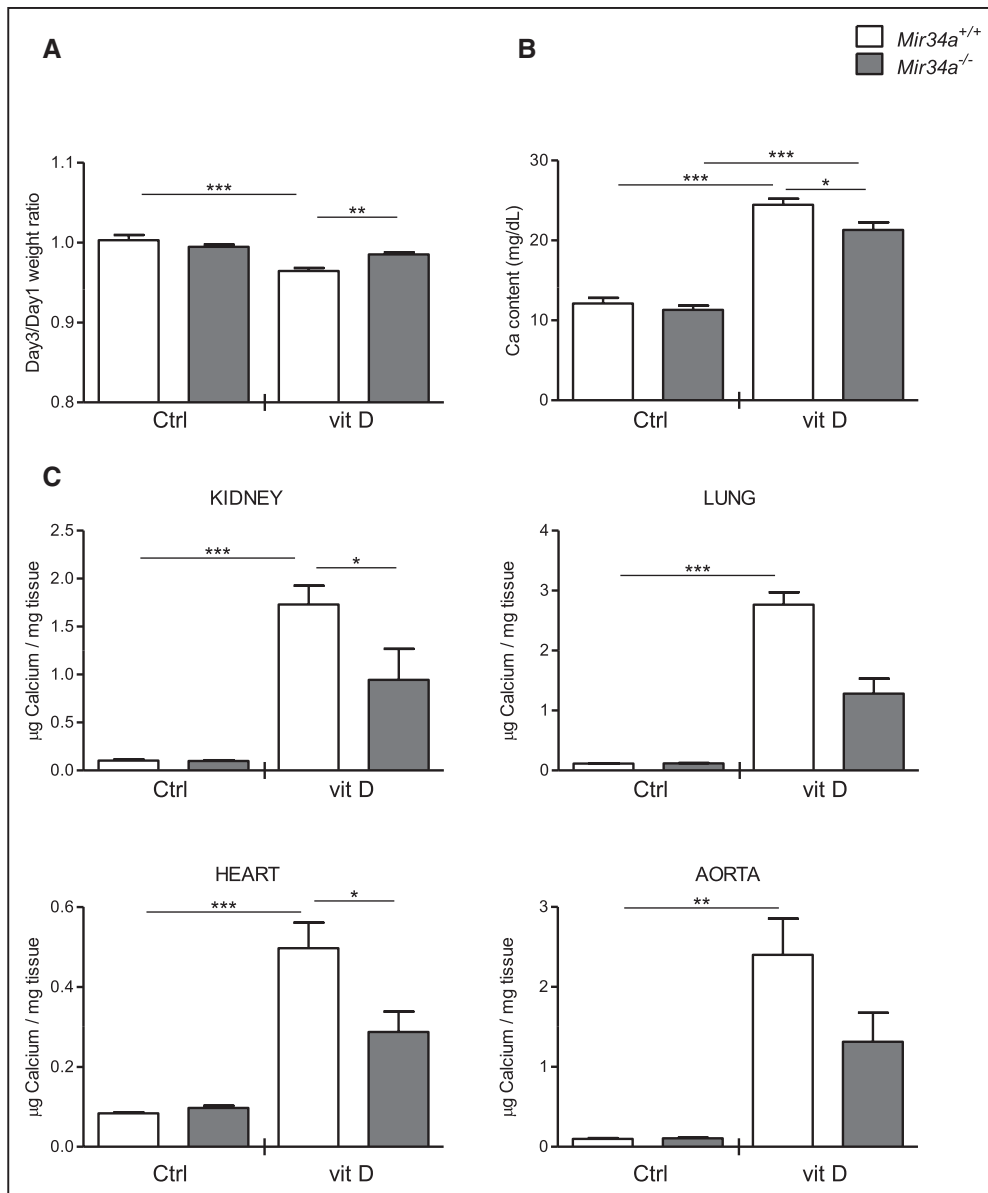 A
B
Mir34a+/+
Mir34a-/-
Day3/Day1 weight ratio
1.1
1.0
0.9
0.8
***
**
Ctrl
vit D
Ca content (mg/dL)
30
20
10
0
***
***
*
Ctrl
vit D
C
KIDNEY
µg Calcium / mg tissue
2.5
2.0
1.5
1.0
0.5
0.0
***
*
Ctrl
vit D
LUNG
µg Calcium / mg tissue
4
3
2
1
0
***
Ctrl
vit D
HEART
µg Calcium / mg tissue
0.6
0.4
0.2
0.0
***
*
Ctrl
vit D
AORTA
µg Calcium / mg tissue
3
2
1
0
**
Ctrl
vit D